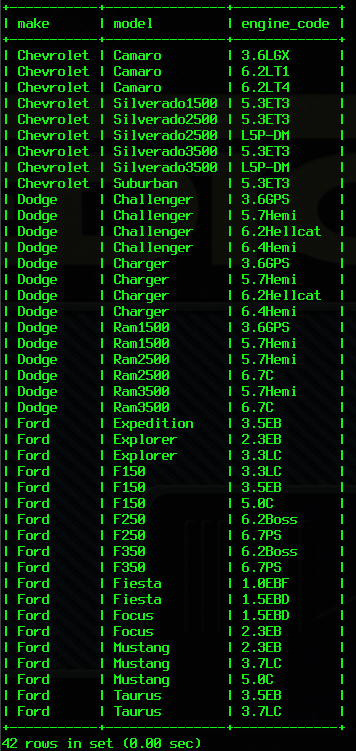 +-----------+---------------+-------------+
| make | model | engine_code |
+-----------+---------------+-------------+
| Chevrolet | Camaro | 3.6LGX |
| Chevrolet | Camaro | 6.2LT1 |
| Chevrolet | Camaro | 6.2LT4 |
| Chevrolet | Silverado1500 | 5.3ET3 |
| Chevrolet | Silverado2500 | 5.3ET3 |
| Chevrolet | Silverado2500 | L5P-DM |
| Chevrolet | Silverado3500 | 5.3ET3 |
| Chevrolet | Silverado3500 | L5P-DM |
| Chevrolet | Suburban | 5.3ET3 |
| Dodge | Challenger | 3.6GPS |
| Dodge | Challenger | 5.7Hemi |
| Dodge | Challenger | 6.2Hellcat |
| Dodge | Challenger | 6.4Hemi |
| Dodge | Charger | 3.6GPS |
| Dodge | Charger | 5.7Hemi |
| Dodge | Charger | 6.2Hellcat |
| Dodge | Charger | 6.4Hemi |
| Dodge | Ram1500 | 3.6GPS |
| Dodge | Ram1500 | 5.7Hemi |
| Dodge | Ram2500 | 5.7Hemi |
| Dodge | Ram2500 | 6.7C |
| Dodge | Ram3500 | 5.7Hemi |
| Dodge | Ram3500 | 6.7C |
| Ford | Expedition | 3.5EB |
| Ford | Explorer | 2.3EB |
| Ford | Explorer | 3.3LC |
| Ford | F150 | 3.3LC |
| Ford | F150 | 3.5EB |
| Ford | F150 | 5.0C |
| Ford | F250 | 6.2Boss |
| Ford | F250 | 6.7PS |
| Ford | F350 | 6.2Boss |
| Ford | F350 | 6.7PS |
| Ford | Fiesta | 1.0EBF |
| Ford | Fiesta | 1.5EBD |
| Ford | Focus | 1.5EBD |
| Ford | Focus | 2.3EB |
| Ford | Mustang | 2.3EB |
| Ford | Mustang | 3.7LC |
| Ford | Mustang | 5.0C |
| Ford | Taurus | 3.5EB |
| Ford | Taurus | 3.7LC |
+-----------+---------------+-------------+
42 rows in set (0.00 sec)